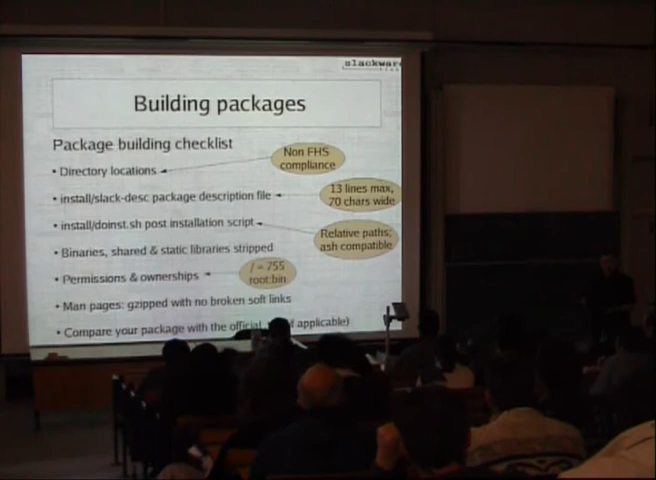 slackware
Building packages
Package building checklist
Non FHS
compliance
• Directory locations
• install/slack-desc package description file
13 lines max,
70 chars wide
• install/doinst.sh post installation script
Relative paths;
ash compatible
• Binaries, shared & static libraries stripped
• Permissions & ownerships
/ = 755
root:bin
• Man pages: gzipped with no broken soft links
• Compare your package with the official applicable)